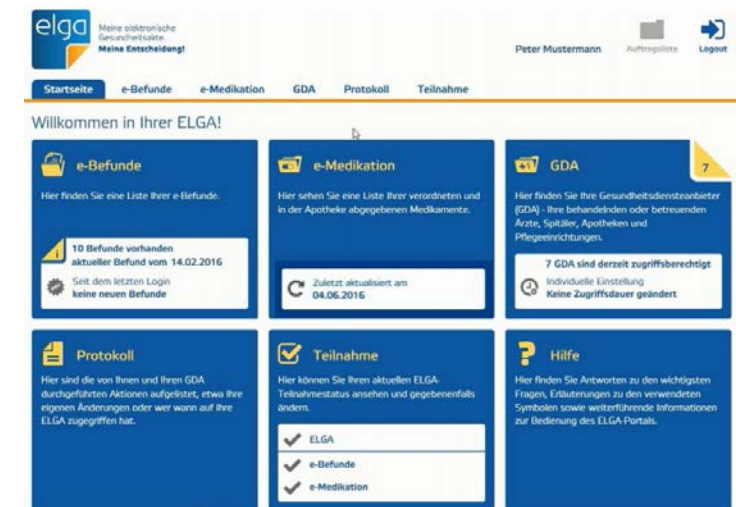 elga
Meine elektronische
Gesundheitsakte.
Meine Entscheidung!
Peter Mustermann
Auftragsliste
Logout
Startseite
e-Befunde
e-Medikation
GDA
Protokoll
Teilnahme
Willkommen in Ihrer ELGA!
e-Befunde
Hier finden Sie eine Liste Ihrer e-Befunde.
10 Befunde vorhanden
aktueller Befund vom 14.02.2016
Seit dem letzten Login
keine neuen Befunde
e-Medikation
Hier sehen Sie eine Liste Ihrer verordneten und
in der Apotheke abgegebenen Medikamente.
Zuletzt aktualisiert am
04.06.2016
GDA
7
Hier finden Sie Ihre Gesundheitsdiensteanbieter
(GDA) - Ihre behandelnden oder betreuenden
Ärzte, Spitäler, Apotheken und
Pflegeeinrichtungen.
7 GDA sind derzeit zugriffsberechtigt
Individuelle Einstellung
Keine Zugriffsdauer geändert
Protokoll
Hier sind die von Ihnen und Ihren GDA
durchgeführten Aktionen aufgelistet, etwa Ihre
eigenen Änderungen oder wer wann auf Ihre
ELGA zugegriffen hat.
Teilnahme
Hier können Sie Ihren aktuellen ELGA-
Teilnahmestatus ansehen und gegebenenfalls
ändern.
ELGA
e-Befunde
e-Medikation
Hilfe
Hier finden Sie Antworten zu den wichtigsten
Fragen, Erläuterungen zu den verwendeten
Symbolen sowie weiterführende Informationen
zur Bedienung des ELGA-Portals.